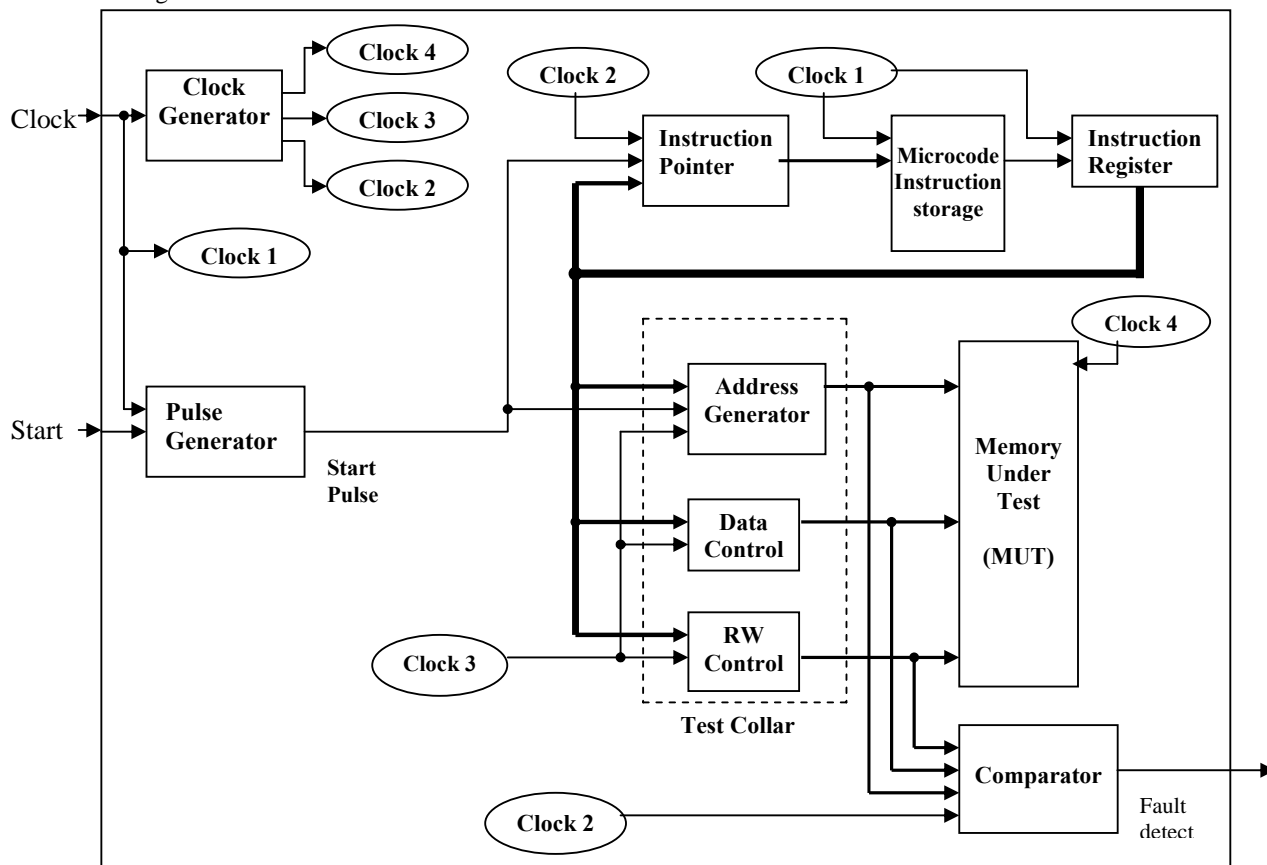 Clock 4
Clock
Generator
Clock 3
Clock 2
Clock 1
Clock
Clock 2
Clock 1
Instruction
Pointer
Microcode
Instruction
storage
Instruction
Register
Start
Pulse
Generator
Start
Pulse
Address
Generator
Data
Control
RW
Control
Test Collar
Clock 3
Clock 4
Memory
Under
Test
(MUT)
Comparator
Clock 2
Fault
detect